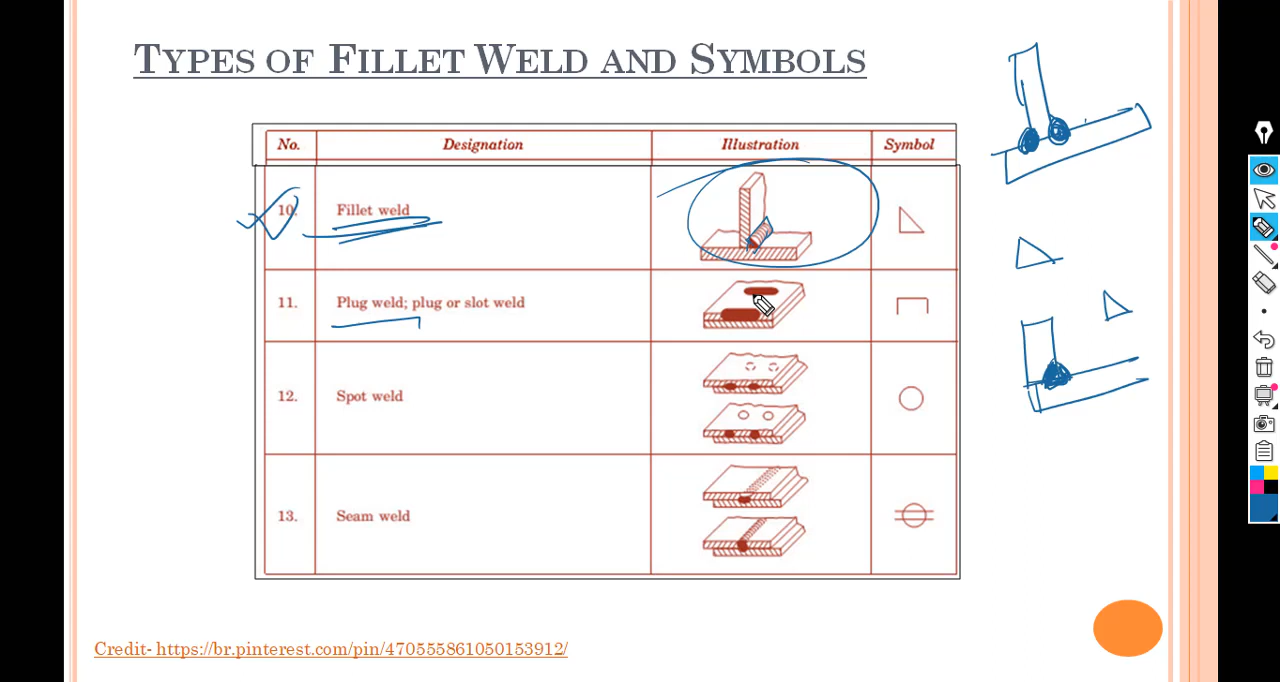 TYPES OF FILLET WELD AND SYMBOLS
No. Designation Illustration Symbol
10. Fillet weld
11. Plug weld; plug or slot weld
12. Spot weld
13. Seam weld
Credit- https://br.pinterest.com/pin/470555861050153912/